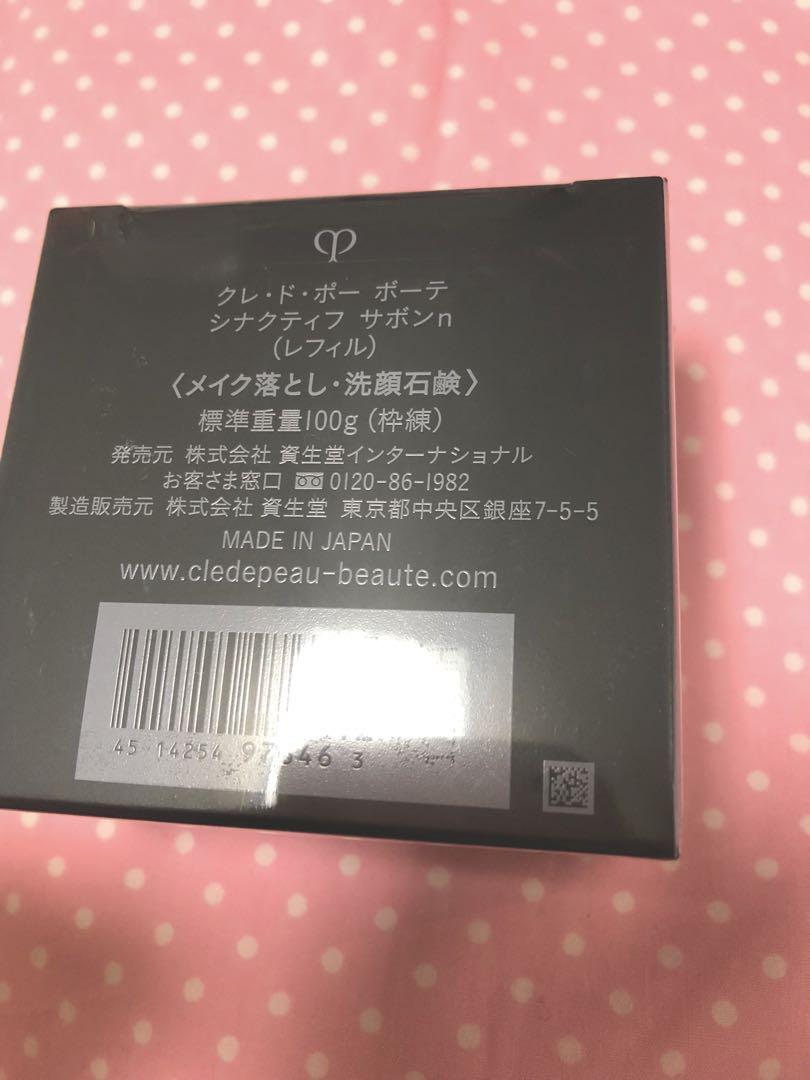 クレ・ド・ポー ボーテ
シナクティフ サボンn
(レフィル)
〈メイク落とし・洗顔石鹸〉
標準重量100g (枠練)
発売元 株式会社 資生堂インターナショナル
お客さま窓口 0120-86-1982
製造販売元 株式会社 資生堂 東京都中央区銀座7-5-5
MADE IN JAPAN
www.cledepeau-beaute.com
45 14254 3